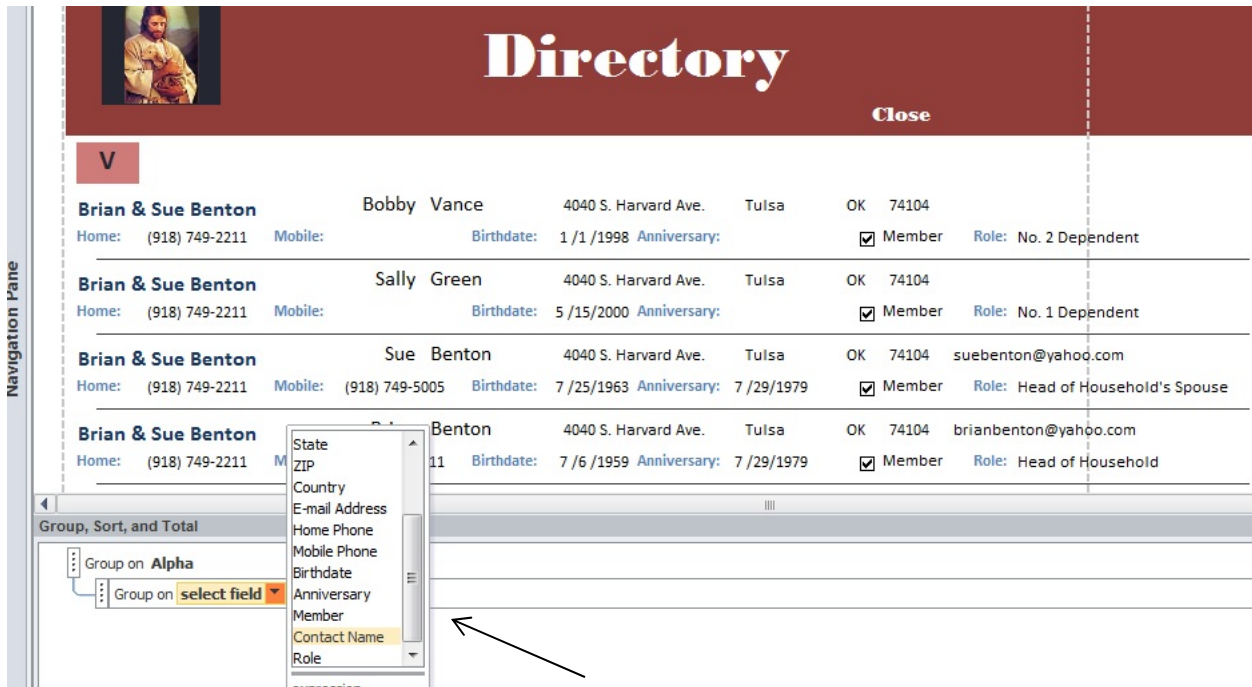 Directory
Close
V
Brian & Sue Benton Bobby Vance 4040 S. Harvard Ave. Tulsa OK 74104
Home: (918) 749-2211 Mobile: Birthdate: 1 /1 /1998 Anniversary: Member Role: No. 2 Dependent
Brian & Sue Benton Sally Green 4040 S. Harvard Ave. Tulsa OK 74104
Home: (918) 749-2211 Mobile: Birthdate: 5 /15/2000 Anniversary: Member Role: No. 1 Dependent
Brian & Sue Benton Sue Benton 4040 S. Harvard Ave. Tulsa OK 74104 suebenton@yahoo.com
Home: (918) 749-2211 Mobile: (918) 749-5005 Birthdate: 7 /25/1963 Anniversary: 7 /29/1979 Member Role: Head of Household's Spouse
Brian & Sue Benton Benton 4040 S. Harvard Ave. Tulsa OK 74104 brianbenton@yahoo.com
Home: (918) 749-2211 M 11 Birthdate: 7 /6 /1959 Anniversary: 7 /29/1979 Member Role: Head of Household
Navigation Pane
Group, Sort, and Total
Group on Alpha
Group on select field
State
ZIP
Country
E-mail Address
Home Phone
Mobile Phone
Birthdate
Anniversary
Member
Contact Name
Role